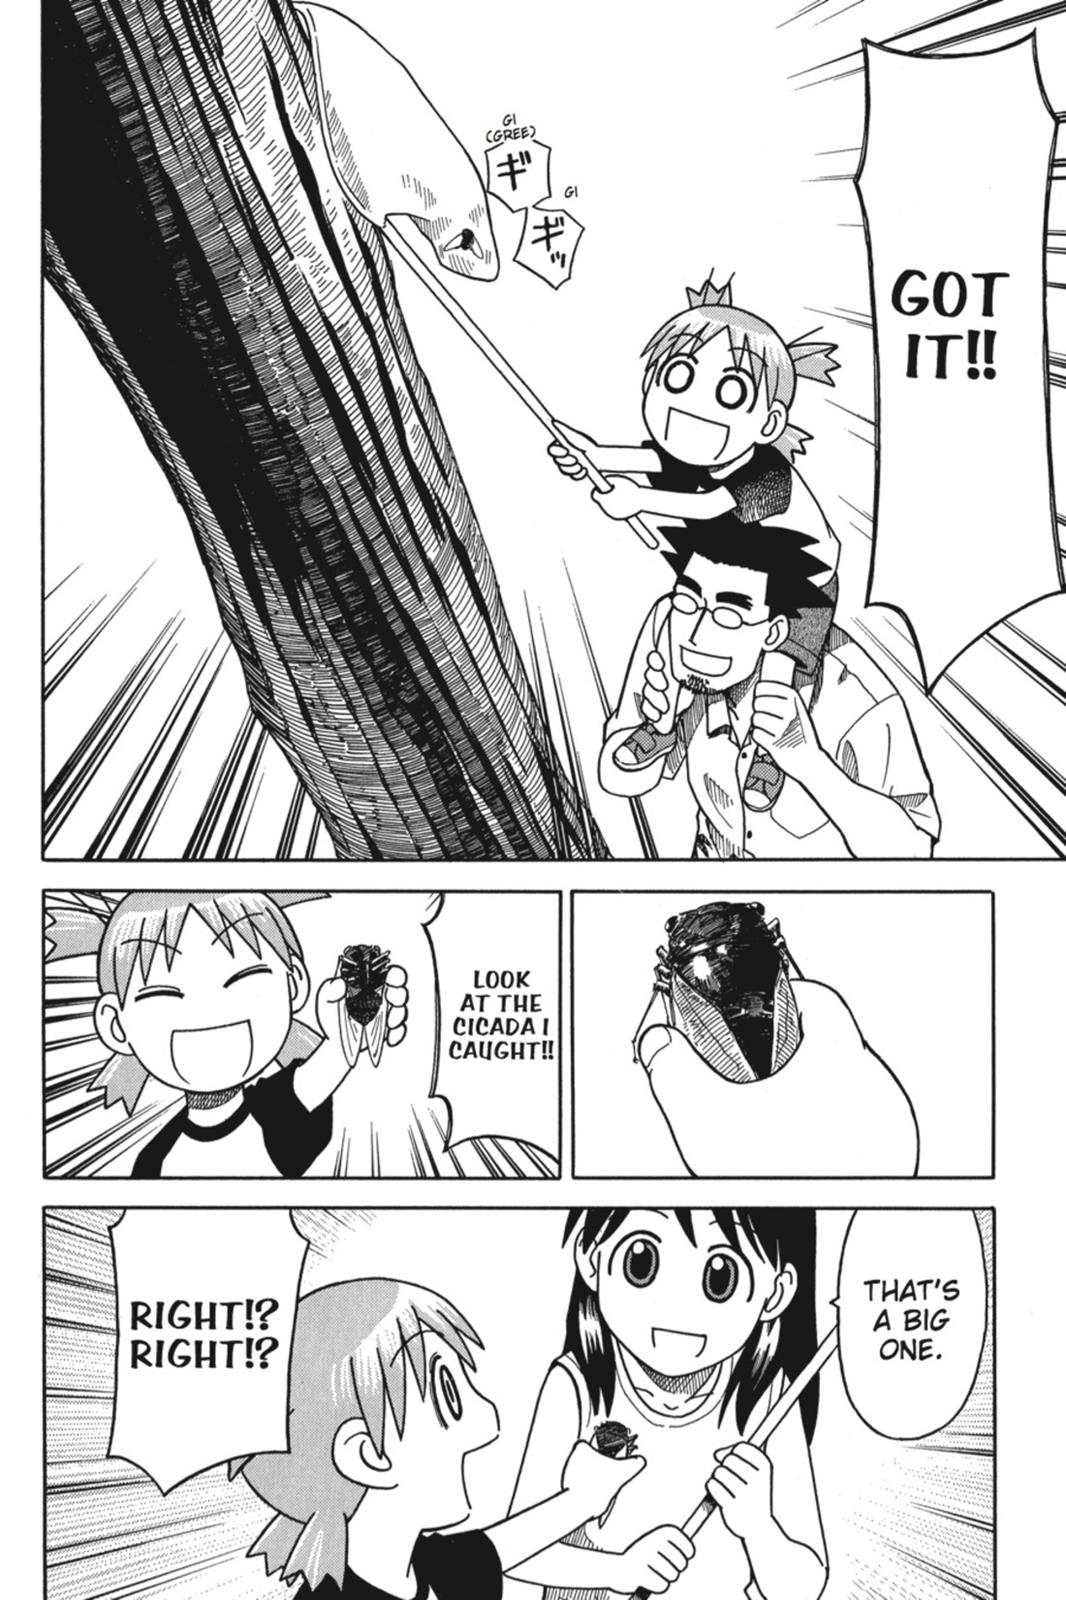 GOT
IT!!
GI
(GREE)
ギ
GI
ギッ
LOOK
AT THE
CICADA I
CAUGHT!!
THAT'S
A BIG
ONE.
RIGHT!?
RIGHT!?